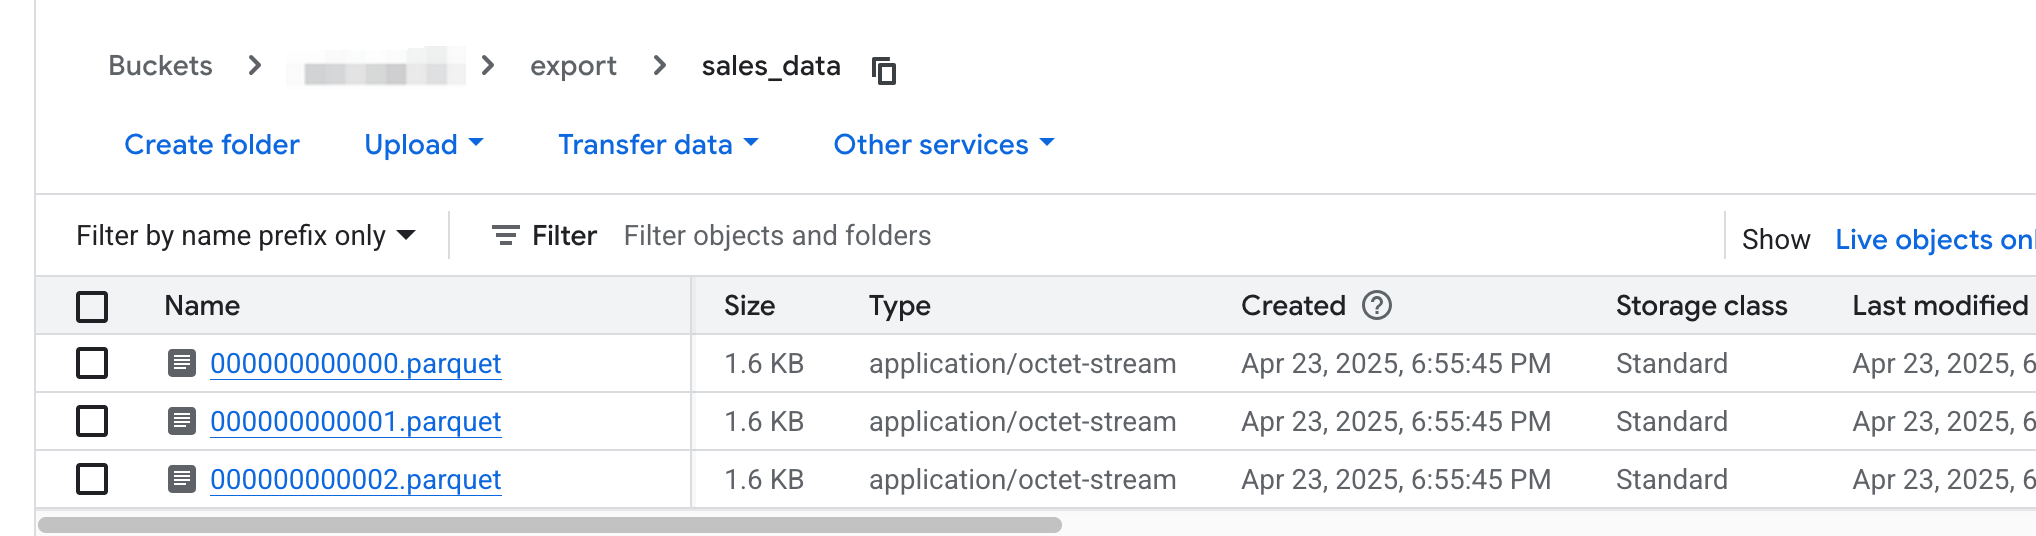 Buckets > export > sales_data
Create folder Upload Transfer data Other services
Filter by name prefix only Filter Filter objects and folders Show Live objects onl
Name Size Type Created Storage class Last modified
000000000000.parquet 1.6 KB application/octet-stream Apr 23, 2025, 6:55:45 PM Standard Apr 23, 2025, 6
000000000001.parquet 1.6 KB application/octet-stream Apr 23, 2025, 6:55:45 PM Standard Apr 23, 2025, 6
000000000002.parquet 1.6 KB application/octet-stream Apr 23, 2025, 6:55:45 PM Standard Apr 23, 2025, 6